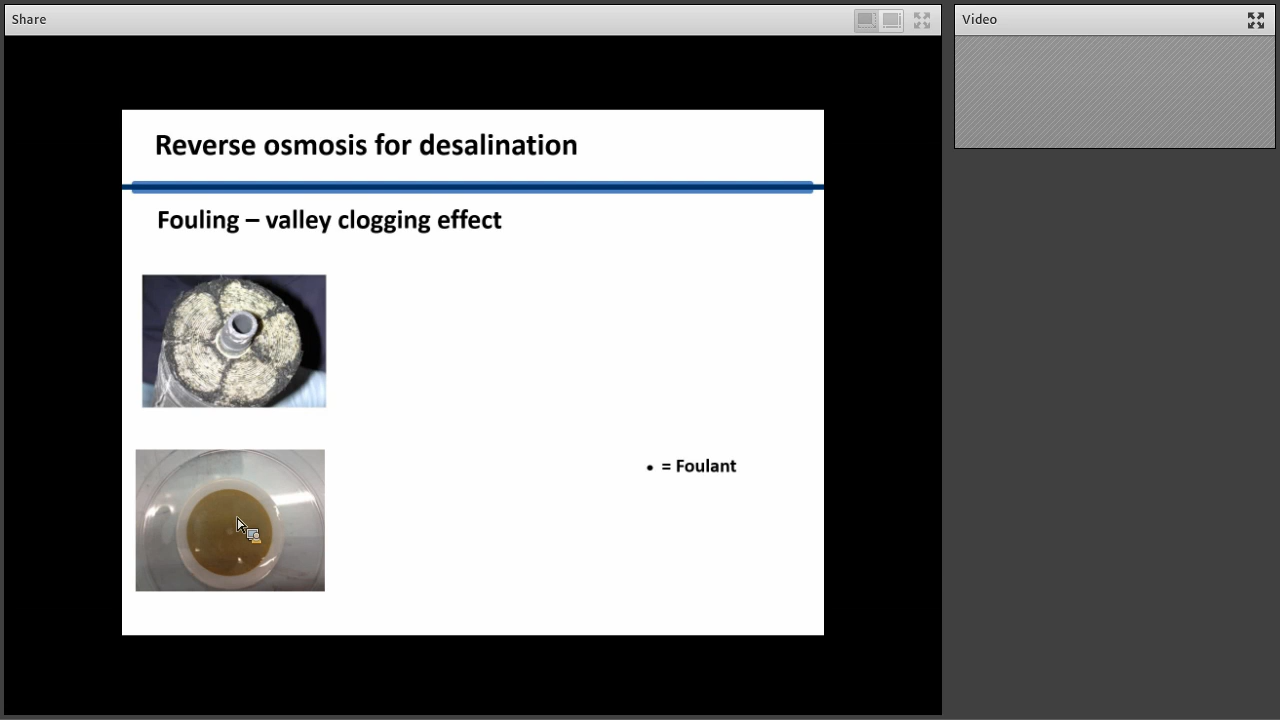 Share
Video
Reverse osmosis for desalination
Fouling – valley clogging effect
• = Foulant